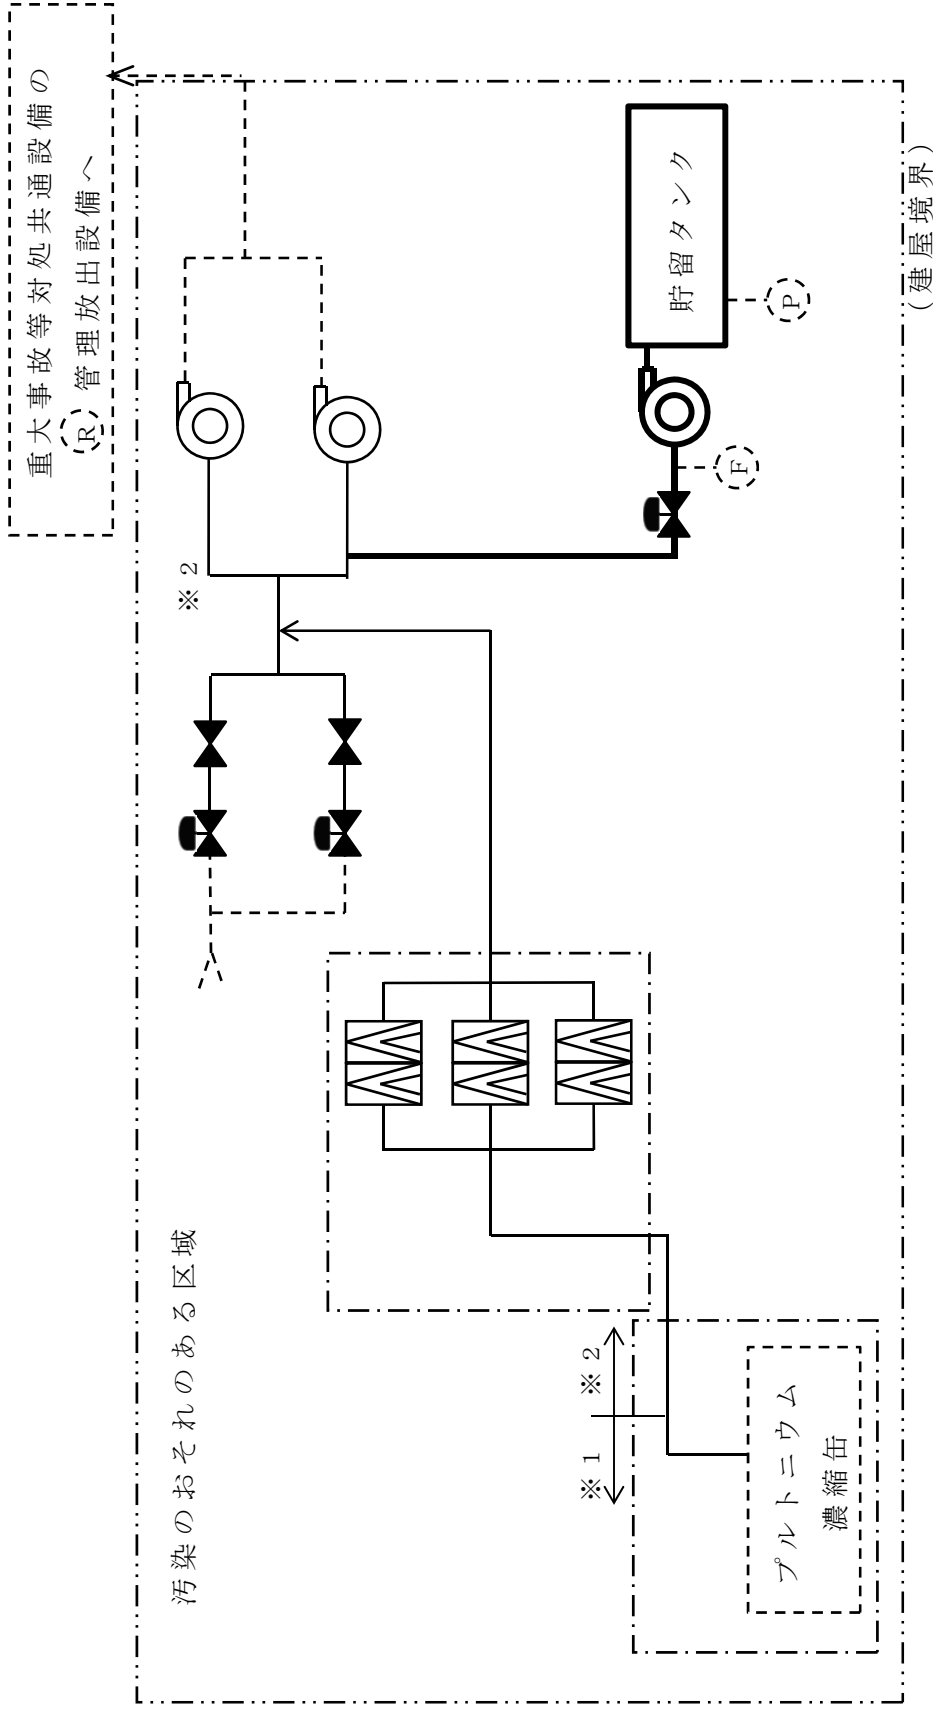 重大事故等対処共通設備の
管理放出設備へ
R
※2
貯留タンク
P
F
(建屋境界)
汚染のおそれのある区域
※1 ※2
プルトニウム
濃縮缶